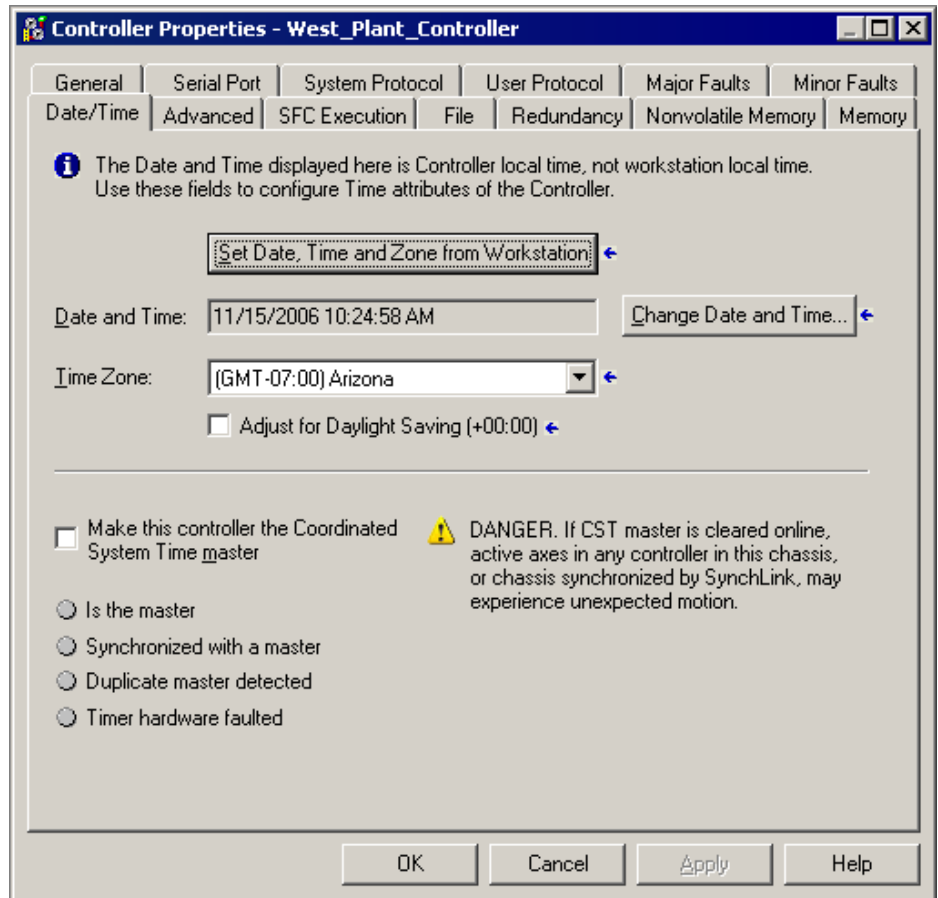 Controller Properties - West_Plant_Controller
General Serial Port System Protocol User Protocol Major Faults Minor Faults
Date/Time Advanced SFC Execution File Redundancy Nonvolatile Memory Memory
The Date and Time displayed here is Controller local time, not workstation local time.
Use these fields to configure Time attributes of the Controller.
Set Date, Time and Zone from Workstation
Date and Time: 11/15/2006 10:24:58 AM Change Date and Time...
Time Zone: (GMT-07:00) Arizona
Adjust for Daylight Saving (+00:00)
Make this controller the Coordinated
System Time master
DANGER. If CST master is cleared online,
active axes in any controller in this chassis,
or chassis synchronized by SynchLink, may
experience unexpected motion.
Is the master
Synchronized with a master
Duplicate master detected
Timer hardware faulted
OK Cancel Apply Help